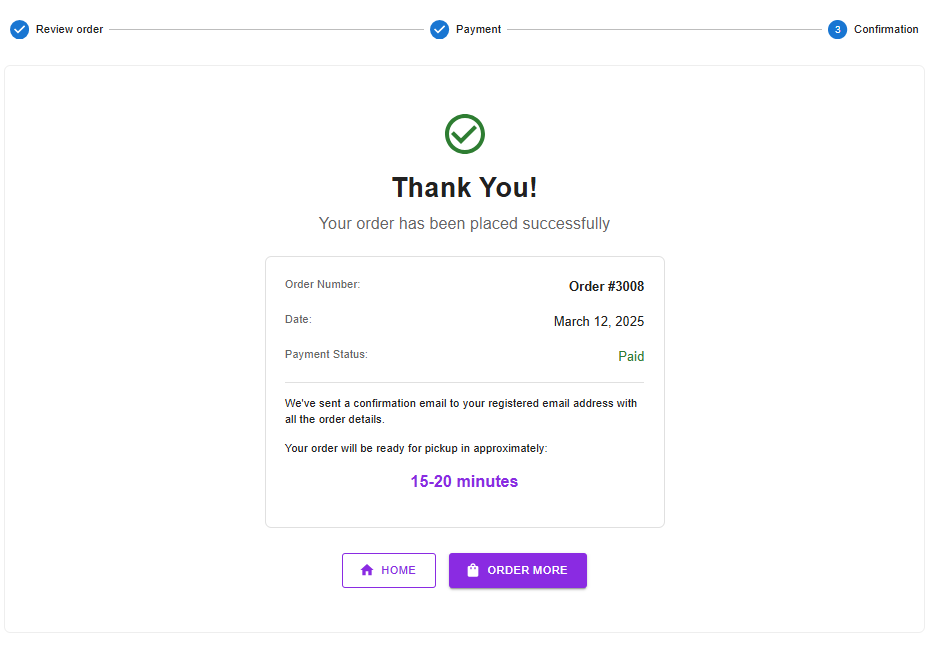 Review order
Payment
3 Confirmation
Thank You!
Your order has been placed successfully
Order Number: Order #3008
Date: March 12, 2025
Payment Status: Paid
We've sent a confirmation email to your registered email address with
all the order details.
Your order will be ready for pickup in approximately:
15-20 minutes
HOME
ORDER MORE